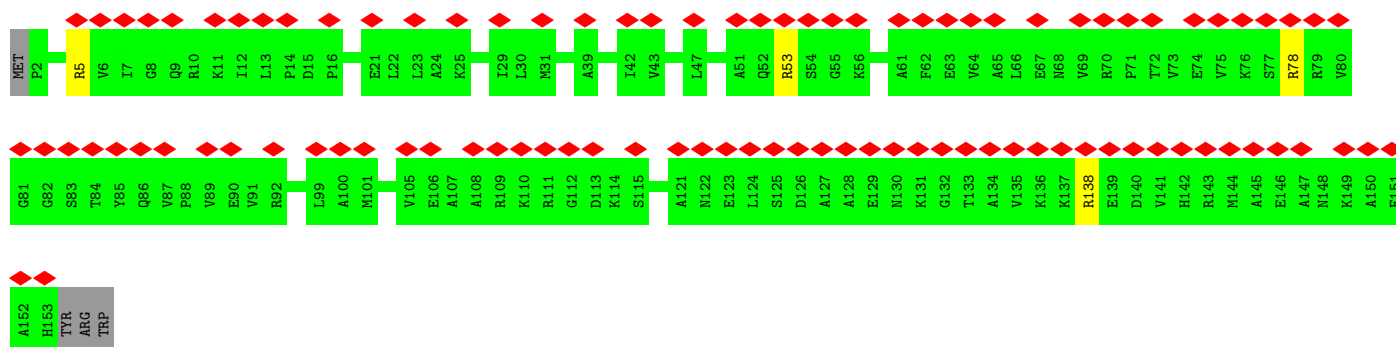 MET P2 R5 V6 I7 G8 Q9 R10 K11 I12 L13 P14 D15 P16 E21 L22 L23 A24 K25 I29 L30 M31 A39 I42 V43 L47 A51 Q52 R53 S54 G55 K56 A61 F62 E63 V64 A65 L66 E67 N68 V69 R70 P71 T72 V73 E74 V75 K76 S77 R78 R79 V80
G81 G82 S83 T84 Y85 Q86 V87 P88 V89 E90 V91 R92 L99 A100 M101 V105 E106 A107 A108 R109 K110 R111 G112 D113 K114 S115 A121 N122 E123 L124 S125 D126 A127 A128 E129 N130 K131 G132 T133 A134 V135 K136 K137 R138 E139 D140 V141 H142 R143 M144 A145 E146 A147 N148 K149 A150 E151
A152 H153 TYR ARG TRP